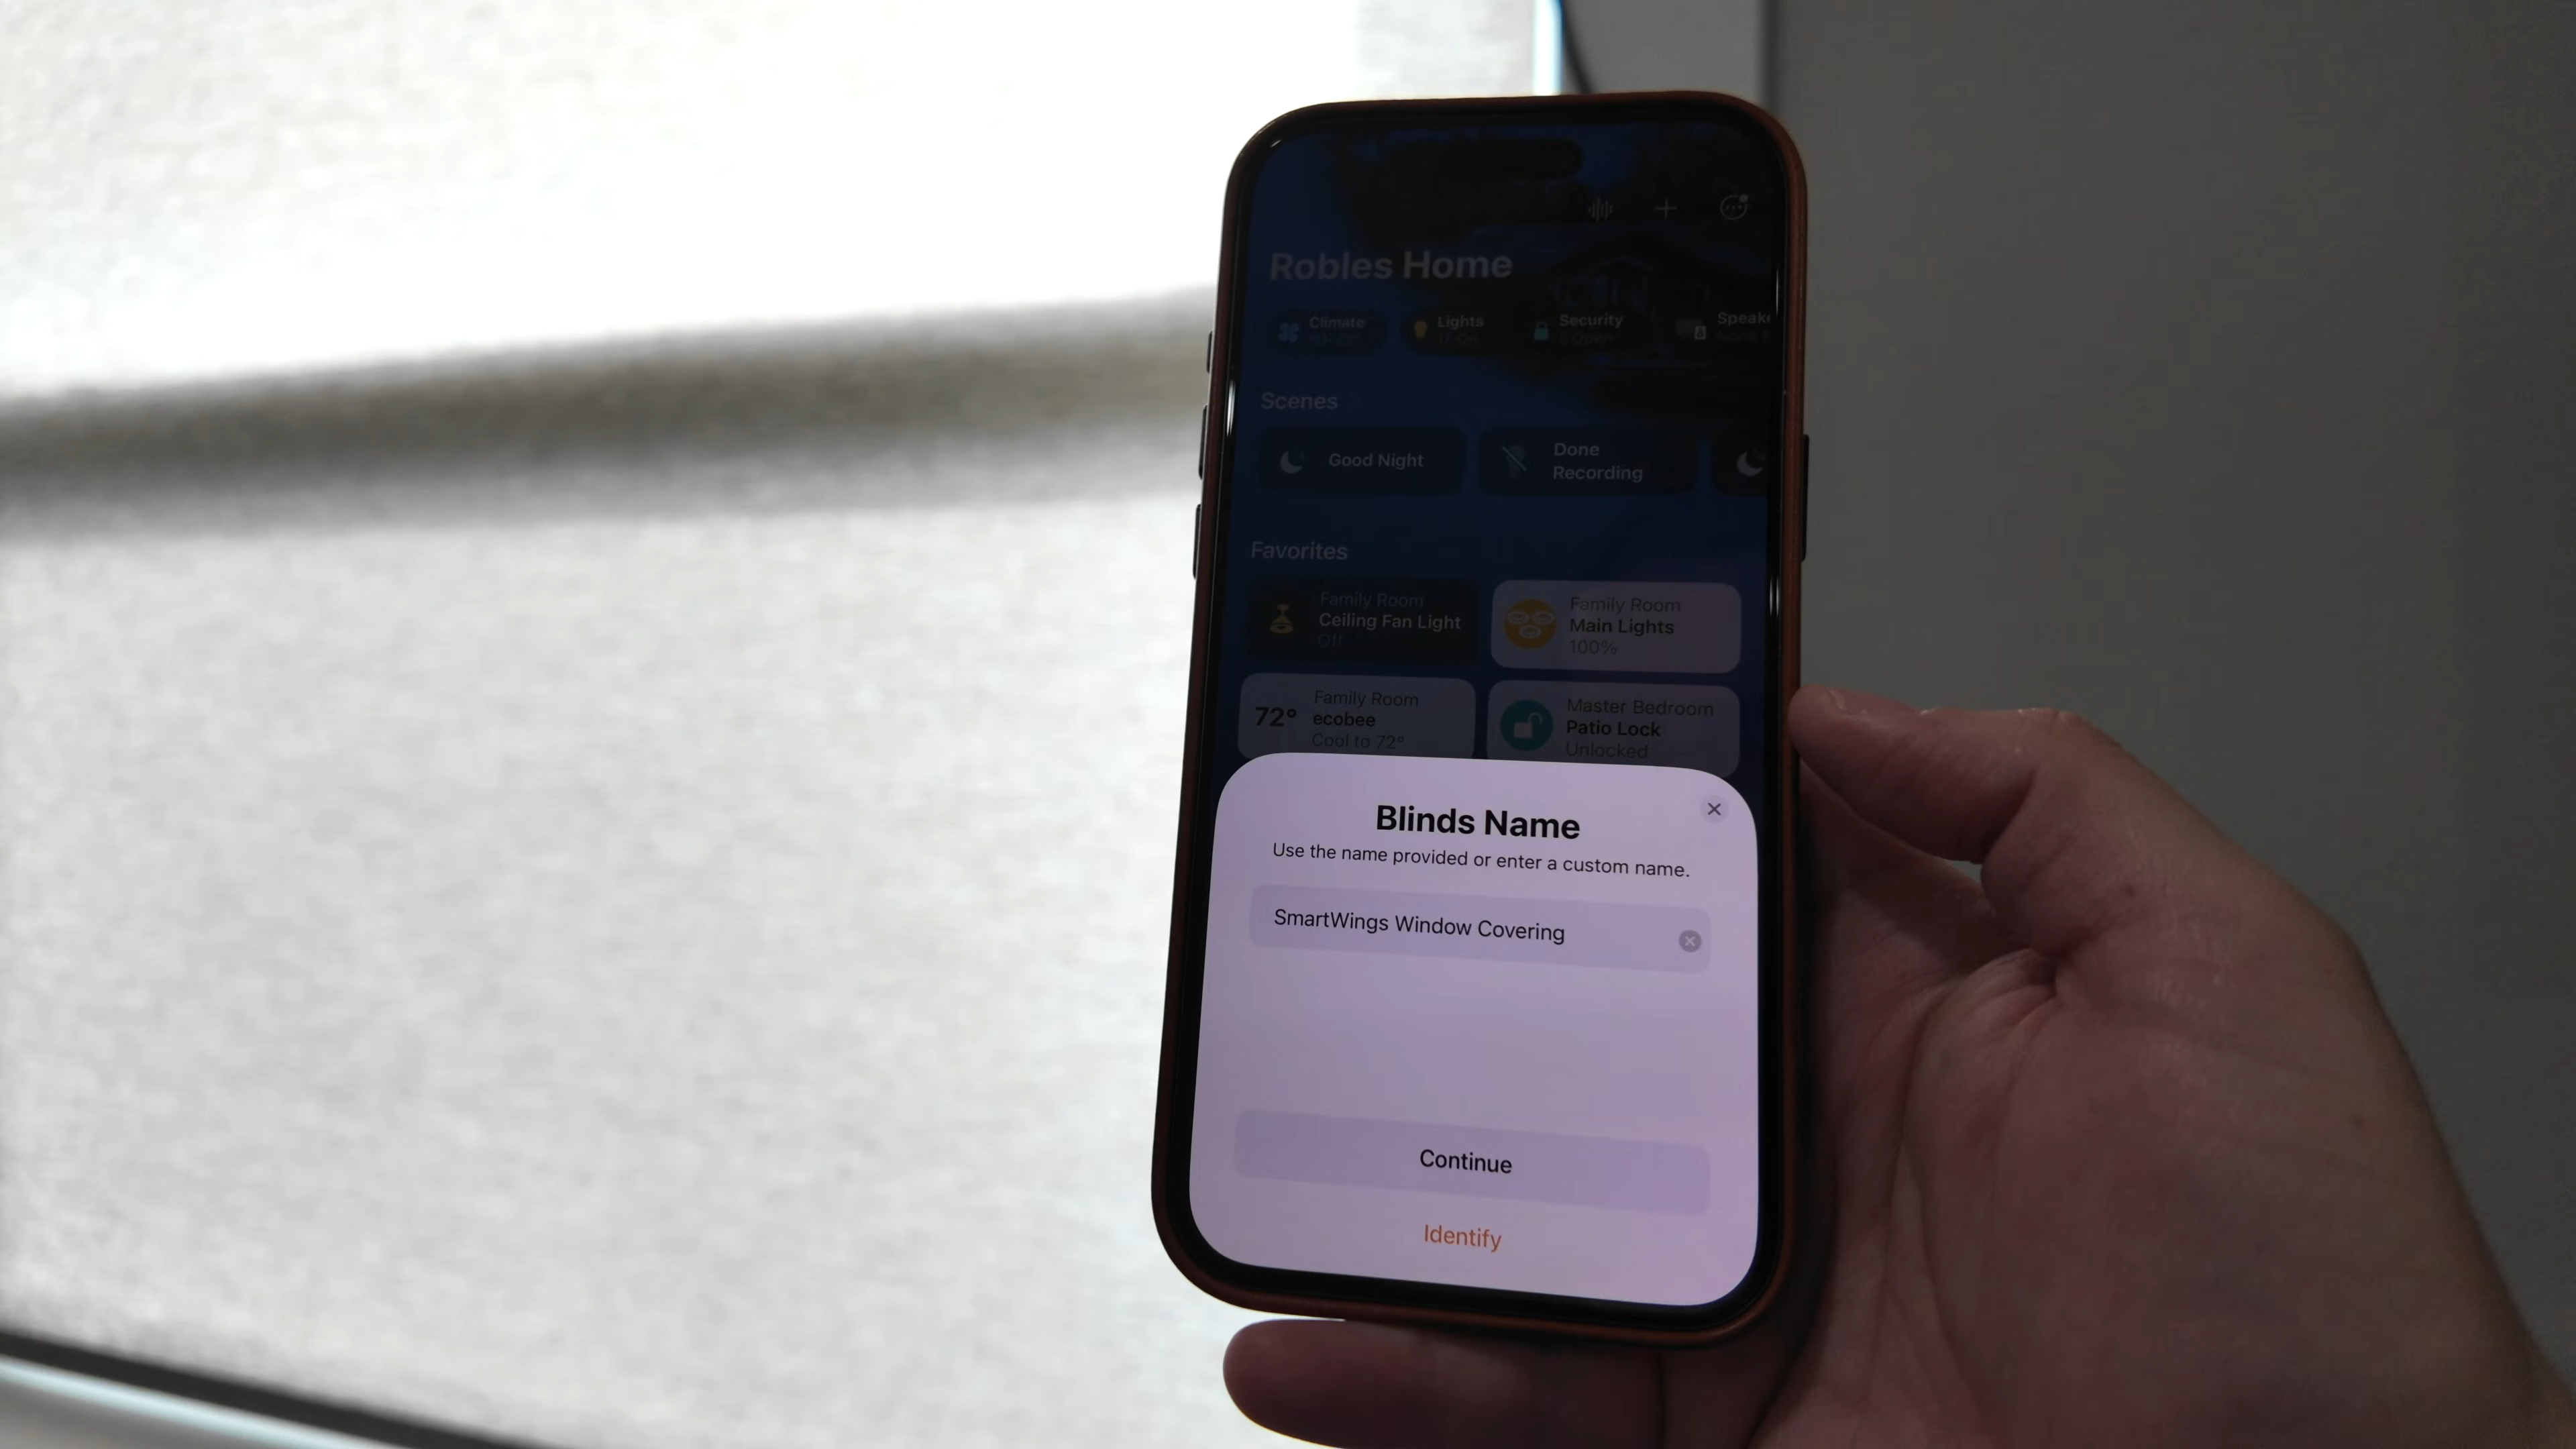 Robles Home
Climate
Lights
Security
Scenes
Good Night
Done
Recording
Favorites
Family Room
Ceiling Fan Light
Off
Family Room
Main Lights
100%
72°
Family Room
ecobee
Cool to 72°
Master Bedroom
Patio Lock
Unlocked
Blinds Name
Use the name provided or enter a custom name.
SmartWings Window Covering
Continue
Identify